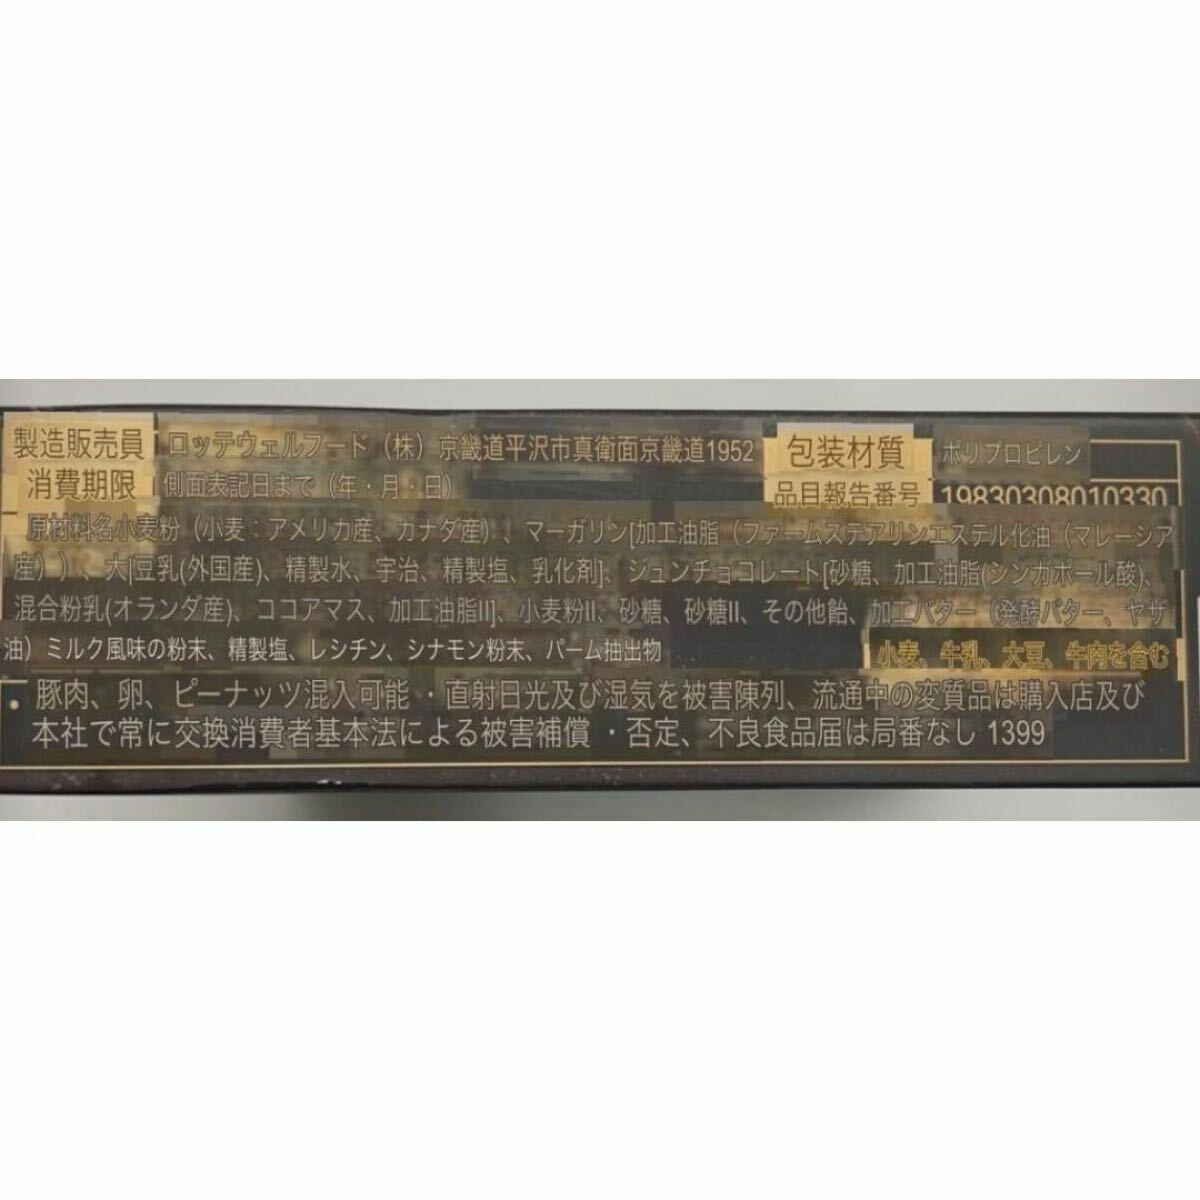 製造販売員 ロッテウェルフード（株）京畿道平沢市真衛面京畿道1952 包装材質 ポリプロピレン
消費期限 側面表記日まで（年・月・日） 品目報告番号 19830308010330
原材料名小麦粉（小麦：アメリカ産、カナダ産）、マーガリン[加工油脂（ファームステアリンエステル化油（マレーシア
産））、大[豆乳(外国産)、精製水、宇治、精製塩、乳化剤]、ジュンチョコレート[砂糖、加工油脂(シンガポール酸)、
混合粉乳(オランダ産)、ココアマス、加工油脂II]、小麦粉II、砂糖、砂糖II、その他飴、加工バター（発酵バター、ヤザ
油）ミルク風味の粉末、精製塩、レシチン、シナモン粉末、パーム抽出物 小麦、牛乳、大豆、牛肉を含む
・豚肉、卵、ピーナッツ混入可能・直射日光及び湿気を被害陳列、流通中の変質品は購入店及び
本社で常に交換消費者基本法による被害補償・否定、不良食品届は局番なし 1399